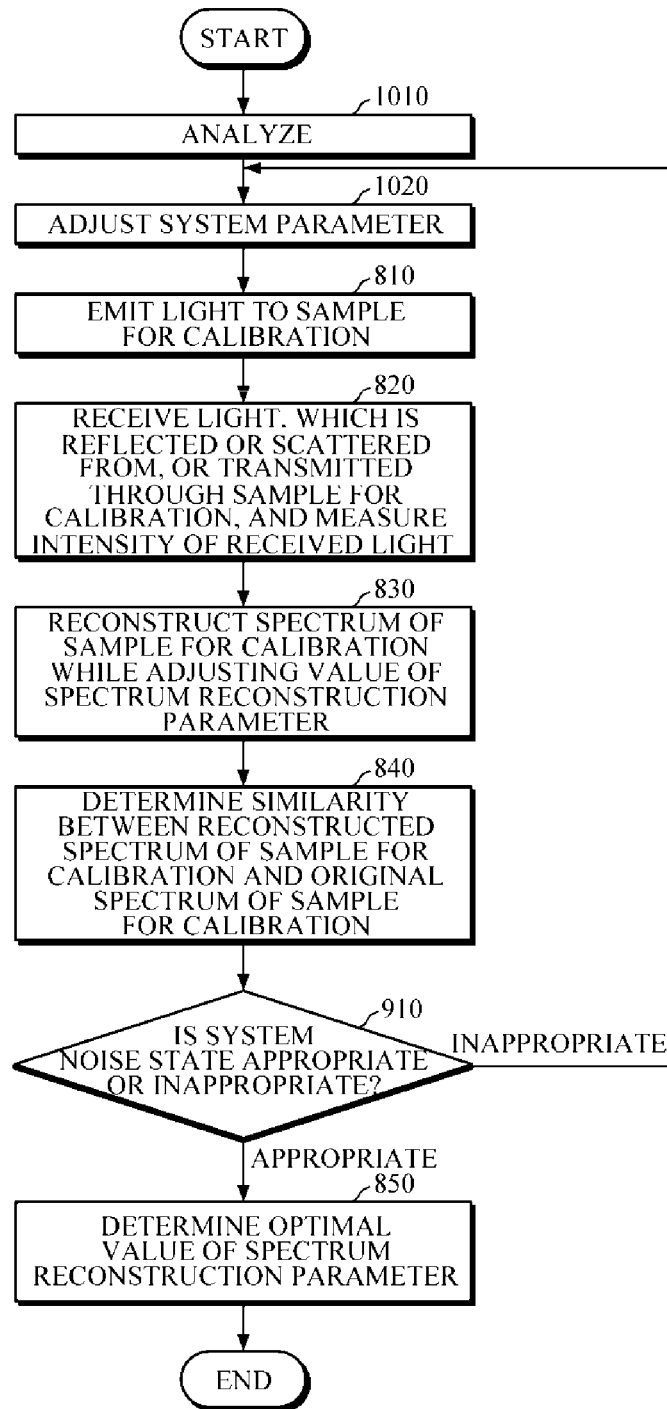 START
1010
ANALYZE
1020
ADJUST SYSTEM PARAMETER
810
EMIT LIGHT TO SAMPLE
FOR CALIBRATION
820
RECEIVE LIGHT, WHICH IS
REFLECTED OR SCATTERED
FROM, OR TRANSMITTED
THROUGH SAMPLE FOR
CALIBRATION, AND MEASURE
INTENSITY OF RECEIVED LIGHT
830
RECONSTRUCT SPECTRUM OF
SAMPLE FOR CALIBRATION
WHILE ADJUSTING VALUE OF
SPECTRUM RECONSTRUCTION
PARAMETER
840
DETERMINE SIMILARITY
BETWEEN RECONSTRUCTED
SPECTRUM OF SAMPLE FOR
CALIBRATION AND ORIGINAL
SPECTRUM OF SAMPLE
FOR CALIBRATION
910
IS SYSTEM
NOISE STATE APPROPRIATE
OR INAPPROPRIATE?
INAPPROPRIATE
APPROPRIATE
850
DETERMINE OPTIMAL
VALUE OF SPECTRUM
RECONSTRUCTION PARAMETER
END